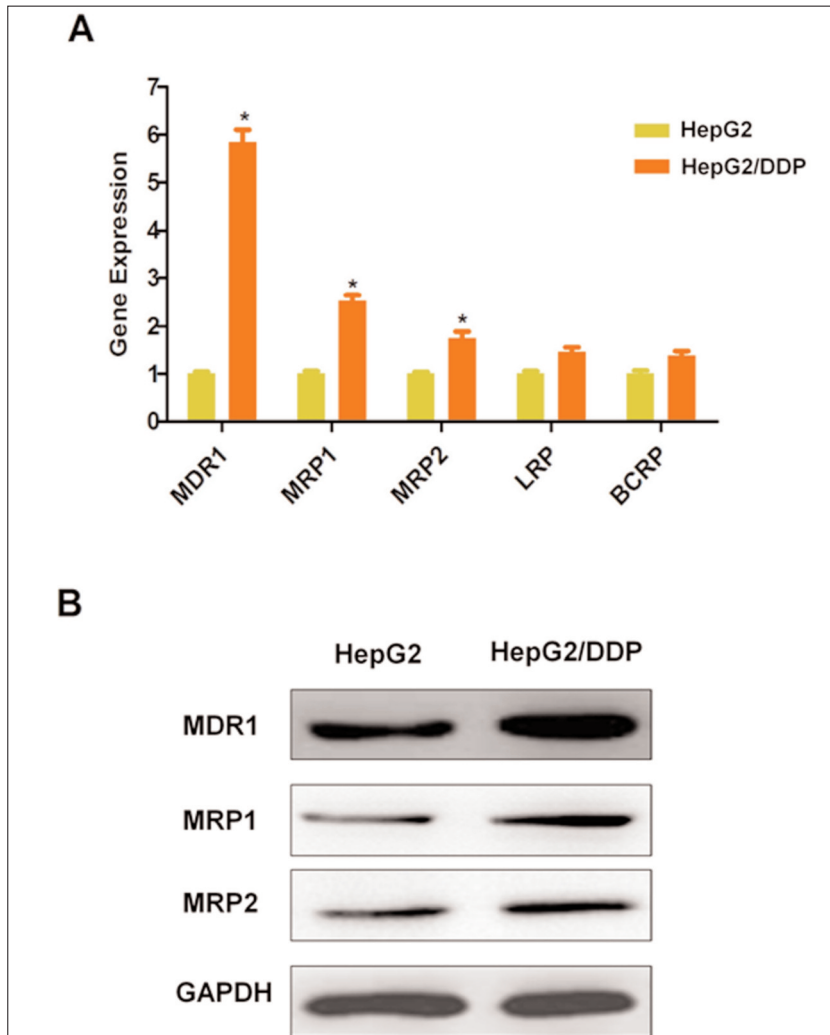 A
7
6
5
4
3
2
1
0
Gene Expression
*
*
*
HepG2
HepG2/DDP
MDR1
MRP1
MRP2
LRP
BCRP
B
HepG2 HepG2/DDP
MDR1
MRP1
MRP2
GAPDH